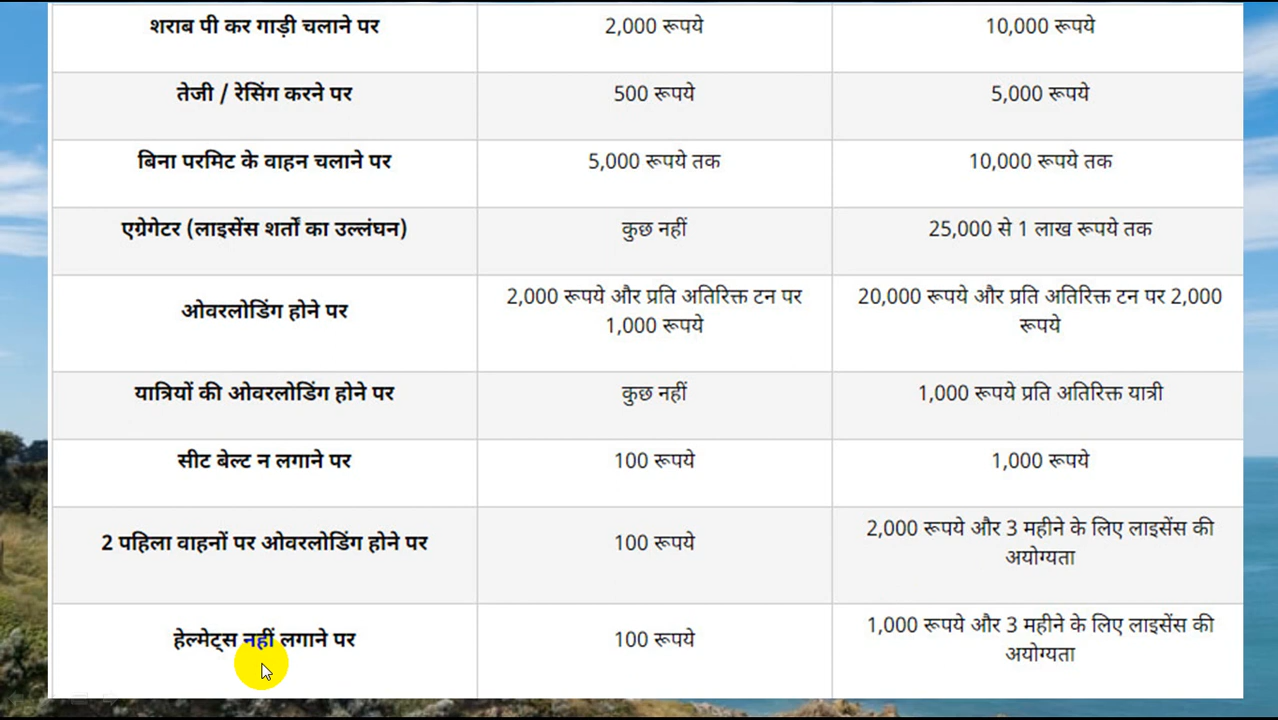 शराब पी कर गाड़ी चलाने पर 2,000 रूपये 10,000 रूपये
तेजी / रेसिंग करने पर 500 रूपये 5,000 रूपये
बिना परमिट के वाहन चलाने पर 5,000 रूपये तक 10,000 रूपये तक
एग्रेगेटर (लाइसेंस शर्तों का उल्लंघन) कुछ नहीं 25,000 से 1 लाख रूपये तक
ओवरलोडिंग होने पर
2,000 रूपये और प्रति अतिरिक्त टन पर
1,000 रूपये
20,000 रूपये और प्रति अतिरिक्त टन पर 2,000
रूपये
यात्रियों की ओवरलोडिंग होने पर कुछ नहीं 1,000 रूपये प्रति अतिरिक्त यात्री
सीट बेल्ट न लगाने पर 100 रूपये 1,000 रूपये
2 पहिला वाहनों पर ओवरलोडिंग होने पर 100 रूपये
2,000 रूपये और 3 महीने के लिए लाइसेंस की
अयोग्यता
हेल्मेट्स नहीं लगाने पर 100 रूपये
1,000 रूपये और 3 महीने के लिए लाइसेंस की
अयोग्यता